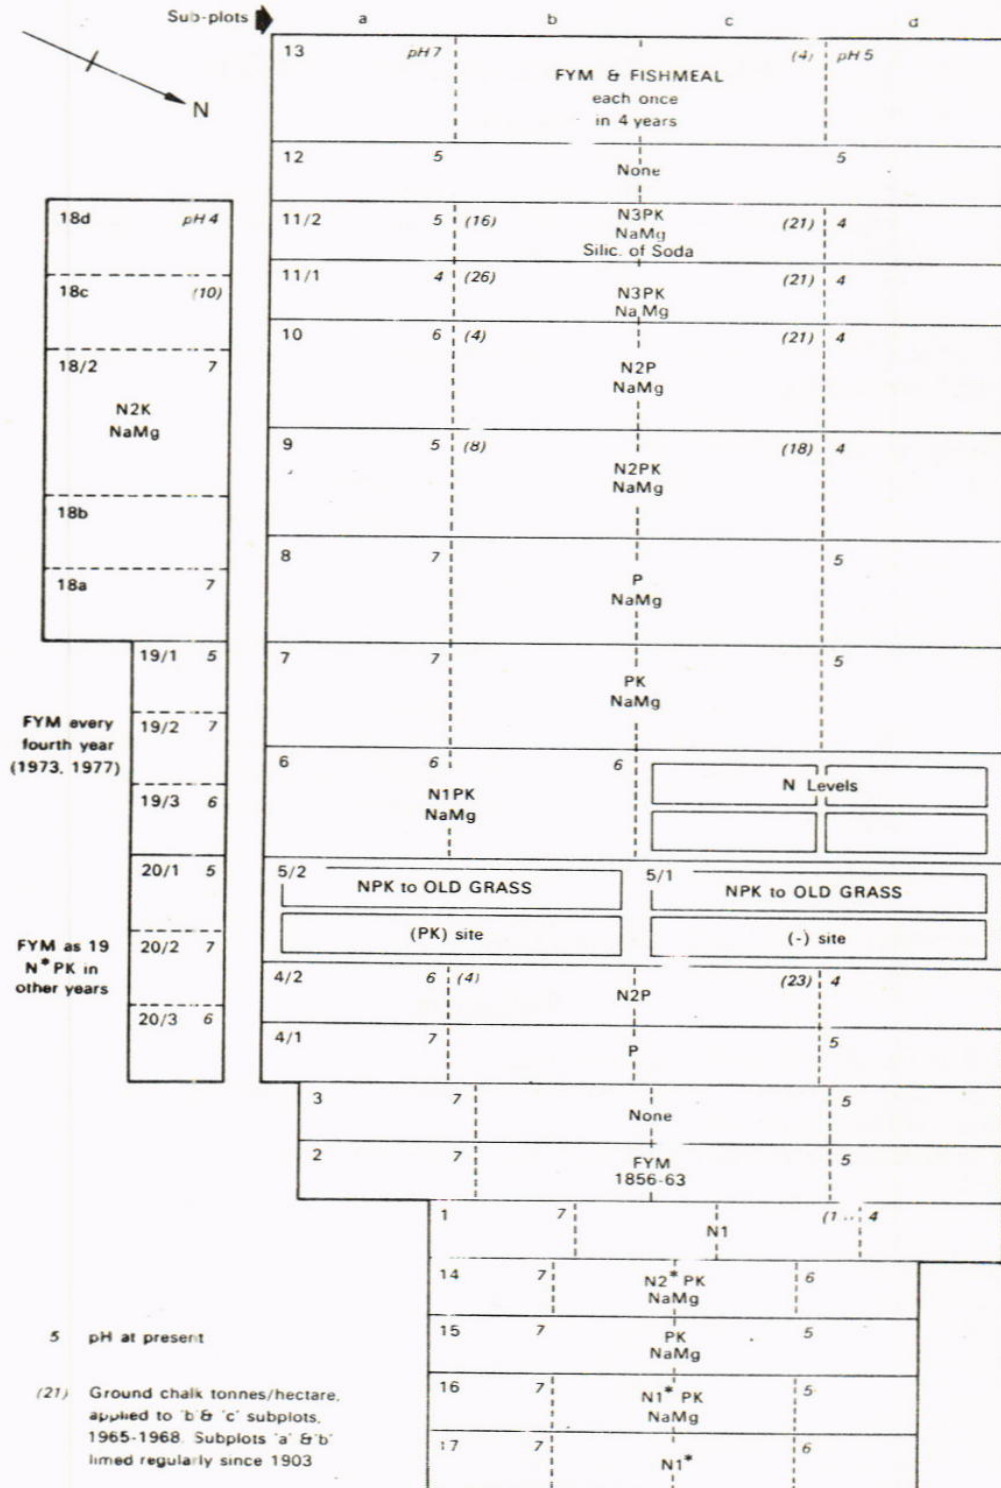 Sub-plots a b c d
N
13 pH 7 (4) pH 5
FYM & FISHMEAL
each once
in 4 years
12 5 None 5
11/2 5 (16) N3PK (21) 4
NaMg
Silic. of Soda
11/1 4 (26) N3PK (21) 4
NaMg
10 6 (4) N2P (21) 4
NaMg
9 5 (8) N2PK (18) 4
NaMg
8 7 P 5
NaMg
7 7 PK 5
NaMg
6 6 6
N1PK
NaMg
N Levels
5/2 NPK to OLD GRASS
(PK) site
5/1 NPK to OLD GRASS
(-) site
4/2 6 (4) N2P (23) 4
4/1 7 P 5
3 7 None 5
2 7 FYM 5
1856-63
1 7 N1 4
14 7 N2* PK 6
NaMg
15 7 PK 5
NaMg
16 7 N1* PK 5
NaMg
17 7 N1* 6
18d pH 4
18c (10)
18/2 7
N2K
NaMg
18b
18a 7
19/1 5
19/2 7
19/3 6
FYM every
fourth year
(1973, 1977)
20/1 5
20/2 7
20/3 6
FYM as 19
N* PK in
other years
5 pH at present
(21) Ground chalk tonnes/hectare,
applied to 'b' & 'c' subplots,
1965-1968. Subplots 'a' & 'b'
limed regularly since 1903